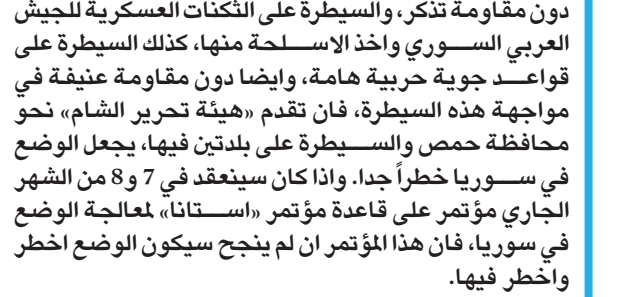 دون مقاومة تذكر، والسيطرة على الثكنات العسكرية للجيش
العربي السوري واخذ الاسلحة منها، كذلك السيطرة على
قواعد جوية حربية هامة، وايضا دون مقاومة عنيفة في
مواجهة هذه السيطرة، فان تقدم «هيئة تحرير الشام» نحو
محافظة حمص والسيطرة على بلدتين فيها، يجعل الوضع
في سوريا خطراً جدا. واذا كان سينعقد في 7 و8 من الشهر
الجاري مؤتمر على قاعدة مؤتمر «استانا» لمعالجة الوضع
في سوريا، فان هذا المؤتمر ان لم ينجح سيكون الوضع اخطر
واخطر فيها.